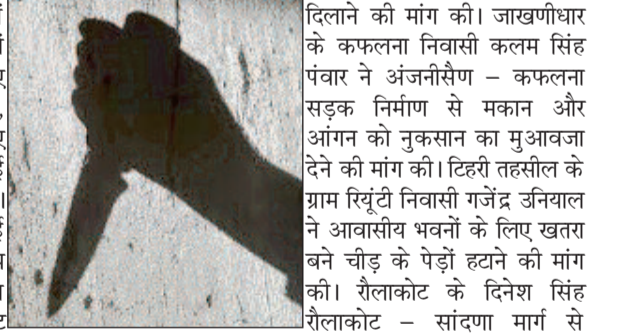 दिलाने की मांग की। जाखणीधार
के कफलना निवासी कलम सिंह
पंवार ने अंजनीसैण – कफलना
सड़क निर्माण से मकान और
आंगन को नुकसान का मुआवजा
देने की मांग की। टिहरी तहसील के
ग्राम रियूंटी निवासी गजेंद्र उनियाल
ने आवासीय भवनों के लिए खतरा
बने चीड़ के पेड़ों हटाने की मांग
की। रौलाकोट के दिनेश सिंह
रौलाकोट – सांदणा मार्ग से